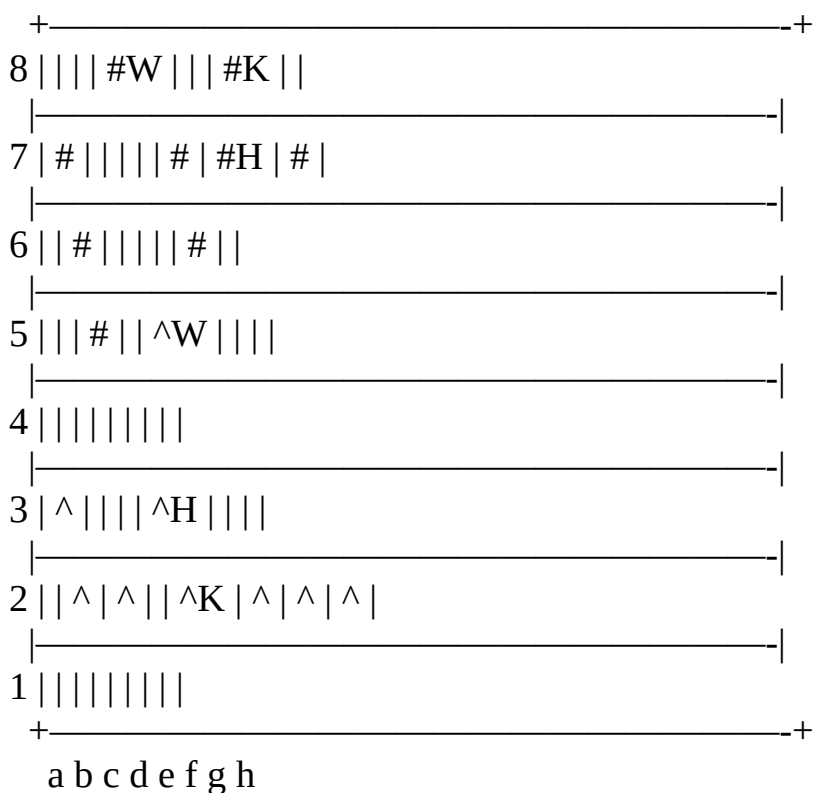 +———————————————————-+
8 | | | | #W | | | #K | |
|———————————————————-|
7 | # | | | | | # | #H | # |
|———————————————————-|
6 | | # | | | | | # | |
|———————————————————-|
5 | | | # | | ^W | | | |
|———————————————————-|
4 | | | | | | | | |
|———————————————————-|
3 | ^ | | | | ^H | | | |
|———————————————————-|
2 | | ^ | ^ | | ^K | ^ | ^ | ^ |
|———————————————————-|
1 | | | | | | | | |
+———————————————————-+
a b c d e f g h